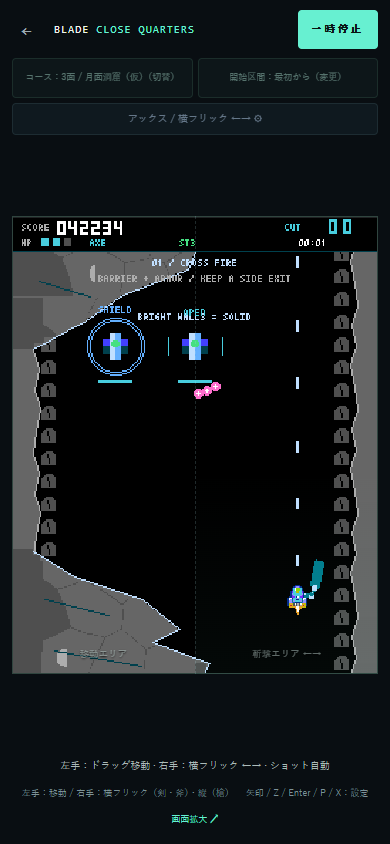 ← BLADE CLOSE QUARTERS
一時停止
コース：3面 / 月面洞窟（仮）（切替）
開始区間：最初から（変更）
アックス / 横フリック ←→ ⚙
SCORE 042234 CUT 00
HP AXE ST3 00:01
01 / CROSS FIRE
BARRIER + ARMOR / KEEP A SIDE EXIT
SHIELD
OPEN
BRIGHT WALLS = SOLID
移動エリア
斬撃エリア ←→
左手：ドラッグ移動・右手：横フリック ←→・ショット自動
左手：移動 / 右手：横フリック（剣・斧）・縦（槍） 矢印 / Z / Enter / P / X：設定
画面拡大 ⤢